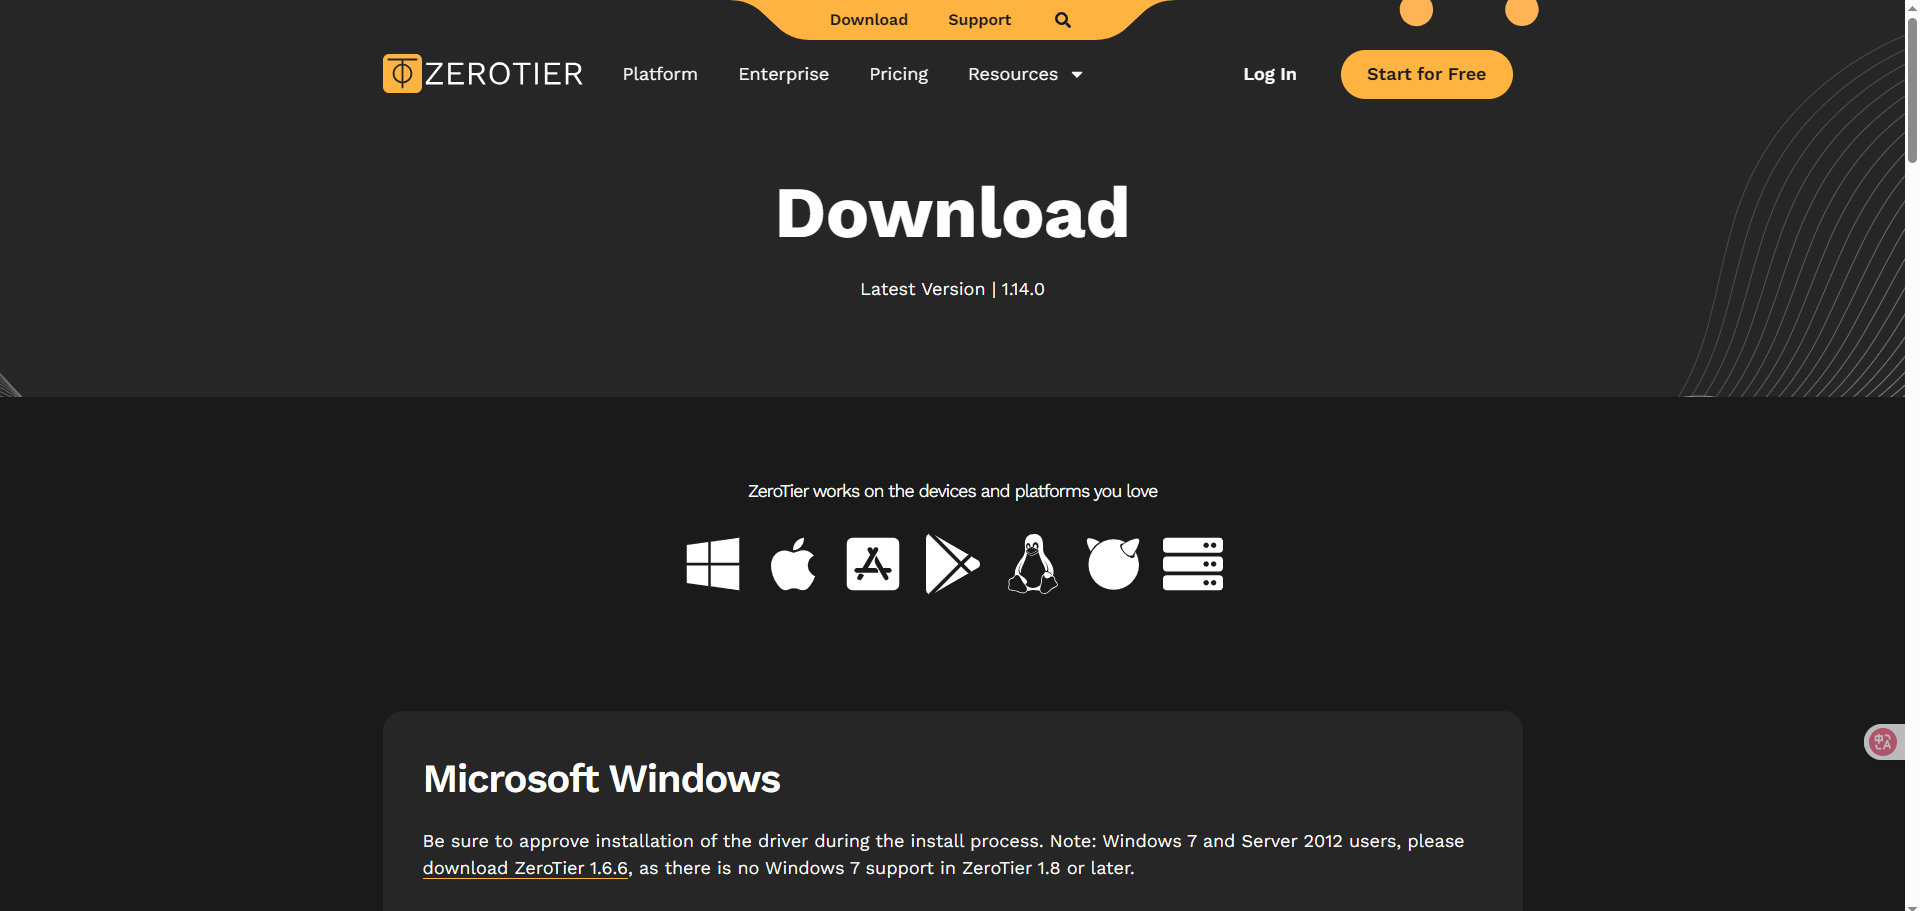 Download Support
ZEROTIER Platform Enterprise Pricing Resources Log In Start for Free
Download
Latest Version | 1.14.0
ZeroTier works on the devices and platforms you love
Microsoft Windows
Be sure to approve installation of the driver during the install process. Note: Windows 7 and Server 2012 users, please
download ZeroTier 1.6.6, as there is no Windows 7 support in ZeroTier 1.8 or later.
中A